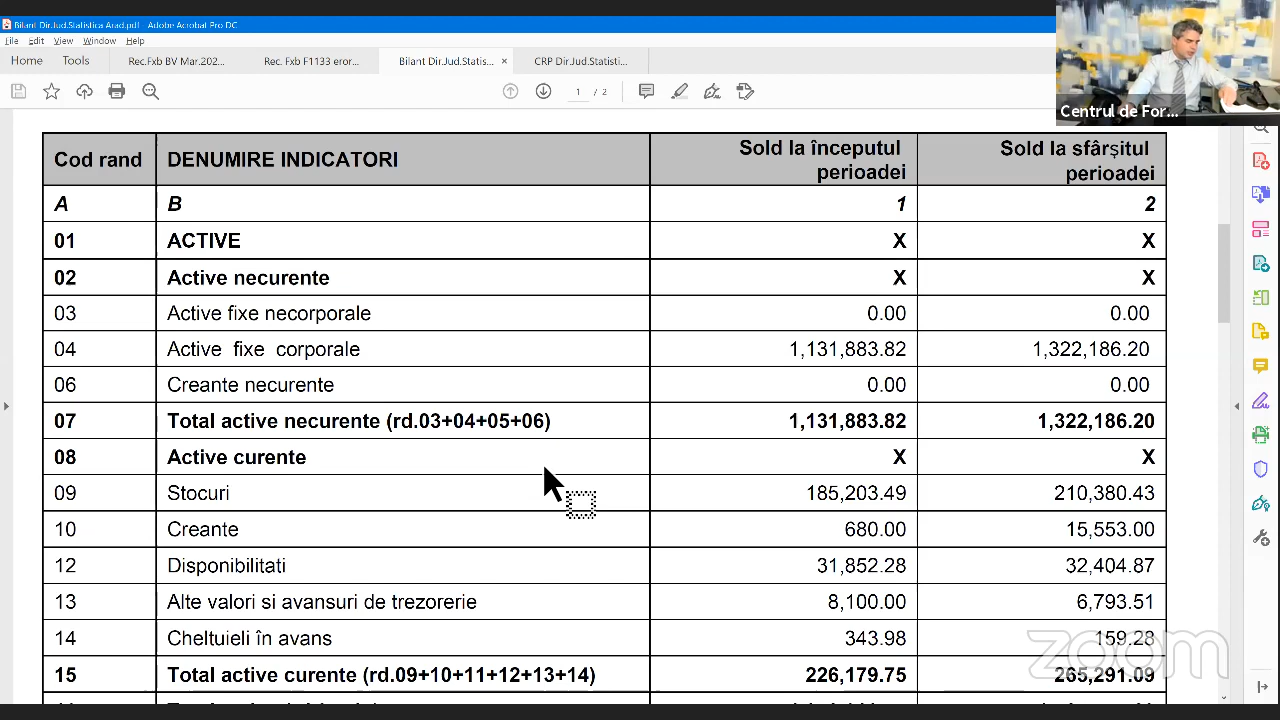 Bilant Dir.Jud.Statistica Arad.pdf - Adobe Acrobat Pro DC
File Edit View Window Help
Home Tools Rec.Fxb BV Mar.202... Rec. Fxb F1133 eror... Bilant Dir.Jud.Statis... × CRP Dir.Jud.Statisti...
1 / 2
Centrul de For...
Cod rand DENUMIRE INDICATORI Sold la începutul perioadei Sold la sfârșitul perioadei
A B 1 2
01 ACTIVE X X
02 Active necurente X X
03 Active fixe necorporale 0.00 0.00
04 Active fixe corporale 1,131,883.82 1,322,186.20
06 Creante necurente 0.00 0.00
07 Total active necurente (rd.03+04+05+06) 1,131,883.82 1,322,186.20
08 Active curente X X
09 Stocuri 185,203.49 210,380.43
10 Creante 680.00 15,553.00
12 Disponibilitati 31,852.28 32,404.87
13 Alte valori si avansuri de trezorerie 8,100.00 6,793.51
14 Cheltuieli în avans 343.98 159.28
15 Total active curente (rd.09+10+11+12+13+14) 226,179.75 265,291.09
zoom